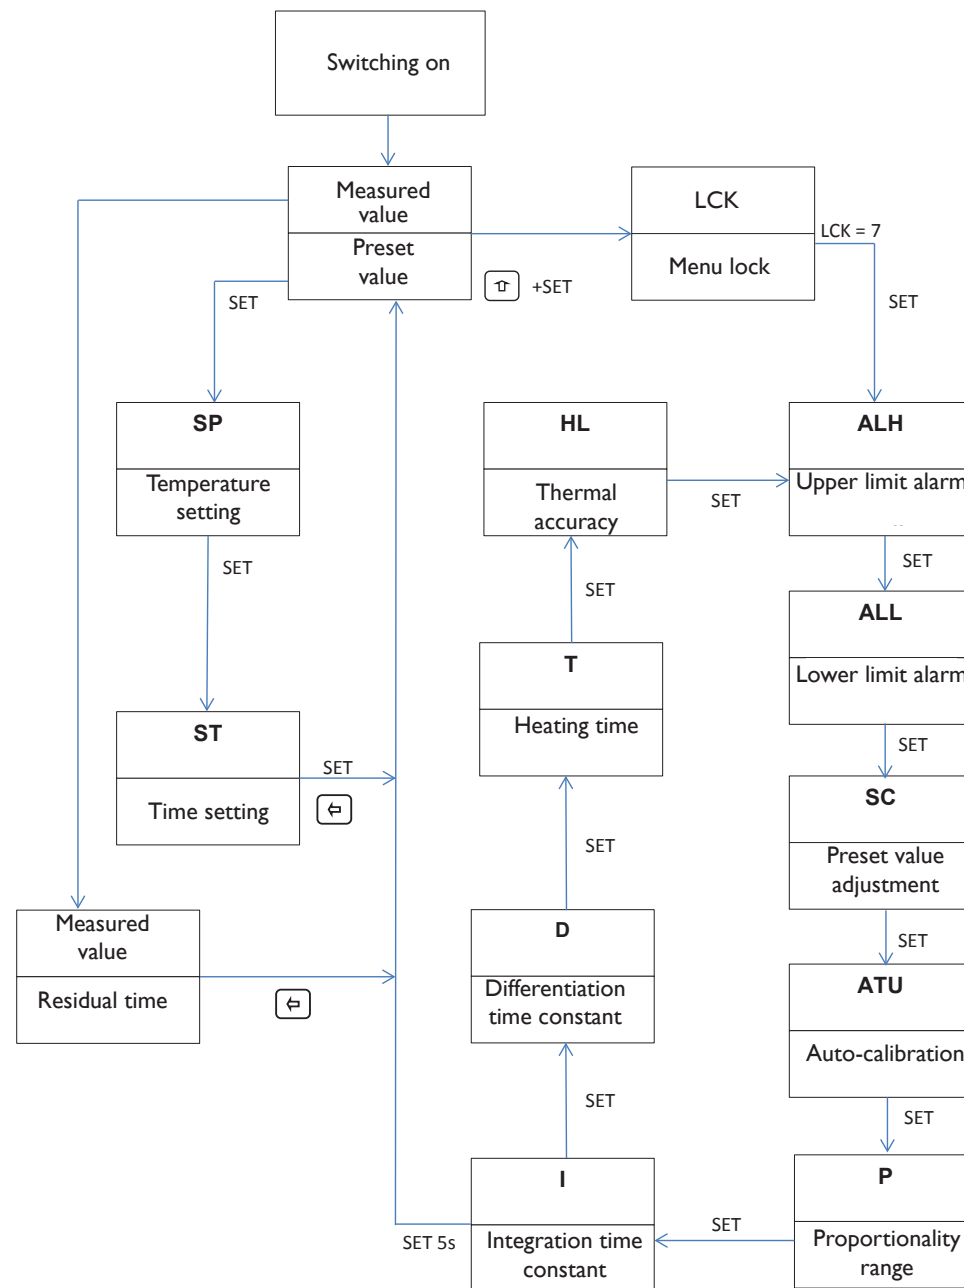 Switching on
Measured
value
Preset
value
LCK
Menu lock
LCK = 7
+SET
SET
SET
SP
Temperature
setting
HL
Thermal
accuracy
SET
ALH
Upper limit alarm
SET
SET
SET
ALL
Lower limit alarm
T
Heating time
ST
Time setting
SET
SET
SC
Preset value
adjustment
SET
Measured
value
Residual time
D
Differentiation
time constant
SET
ATU
Auto-calibration
SET
SET
I
Integration time
constant
SET 5s
SET
P
Proportionality
range